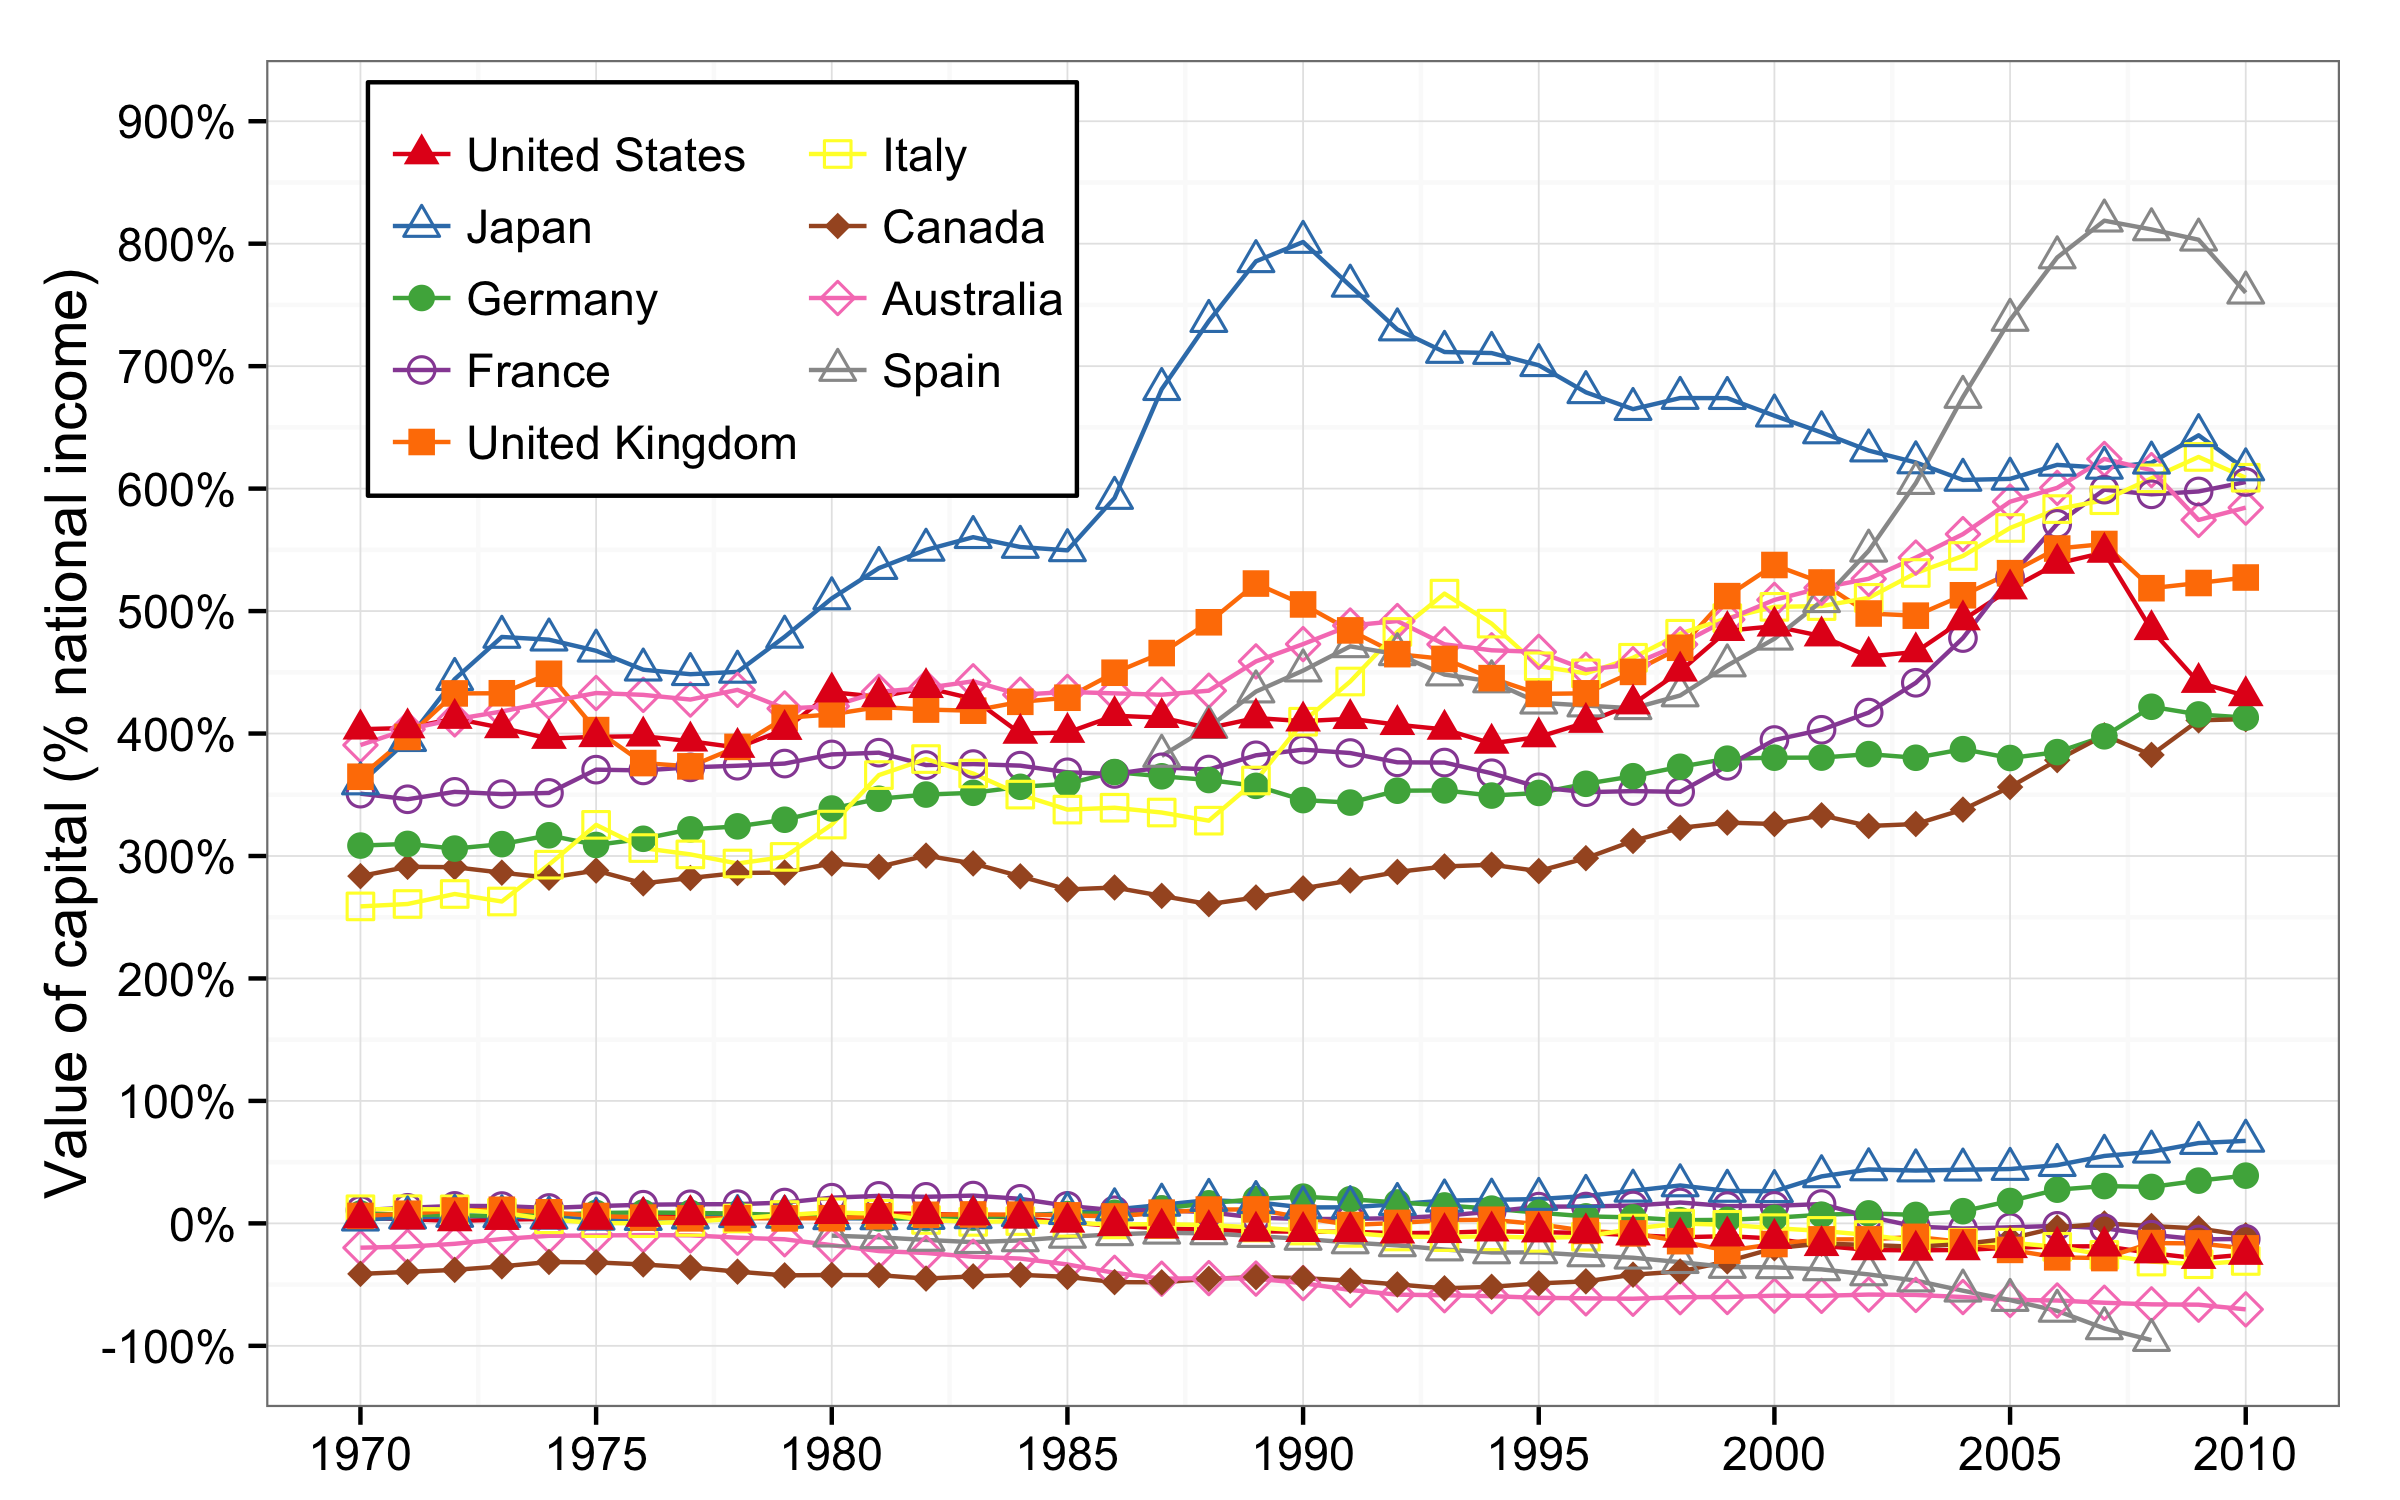 Value of capital (% national income)
900%
800%
700%
600%
500%
400%
300%
200%
100%
0%
-100%
United States
Japan
Germany
France
United Kingdom
Italy
Canada
Australia
Spain
1970 1975 1980 1985 1990 1995 2000 2005 2010